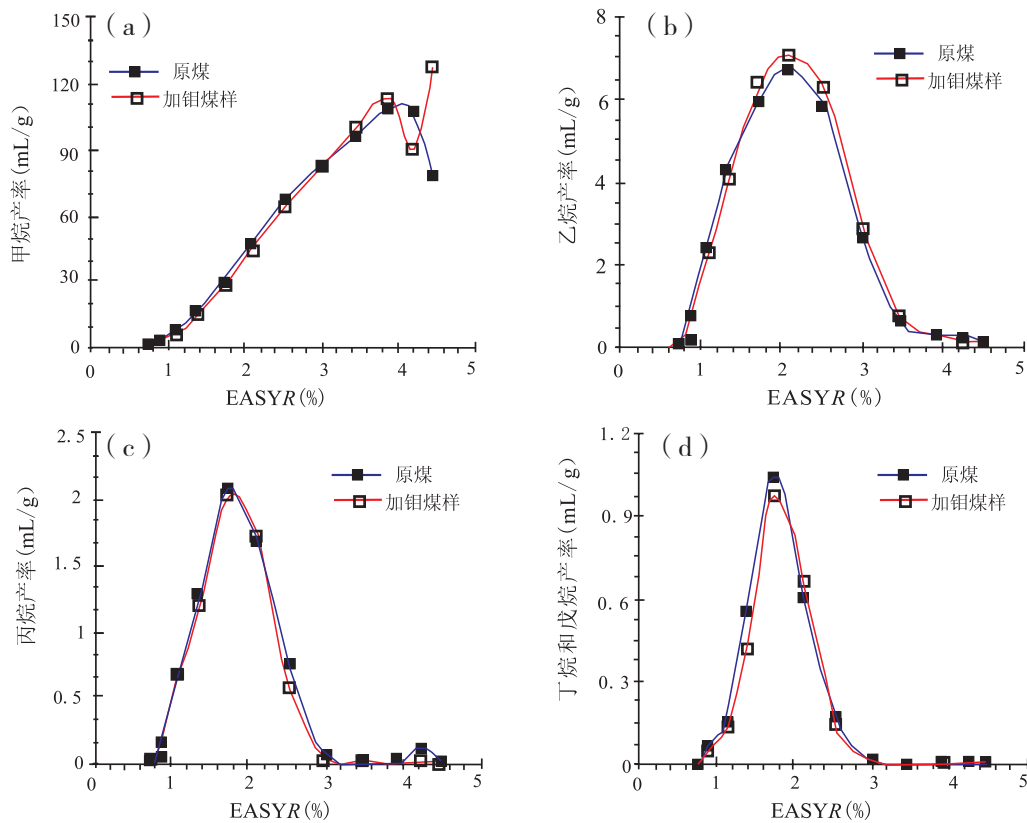 (a)
150
120
90
60
30
0
甲烷产率(mL/g)
原煤
加钼煤样
0 1 2 3 4 5
EASYR(%)
(b)
8
6
4
2
0
乙烷产率(mL/g)
原煤
加钼煤样
0 1 2 3 4 5
EASYR(%)
(c)
2.5
2
1.5
1
0.5
0
丙烷产率(mL/g)
原煤
加钼煤样
0 1 2 3 4 5
EASYR(%)
(d)
1.2
0.9
0.6
0.3
0
丁烷和戊烷产率(mL/g)
原煤
加钼煤样
0 1 2 3 4 5
EASYR(%)